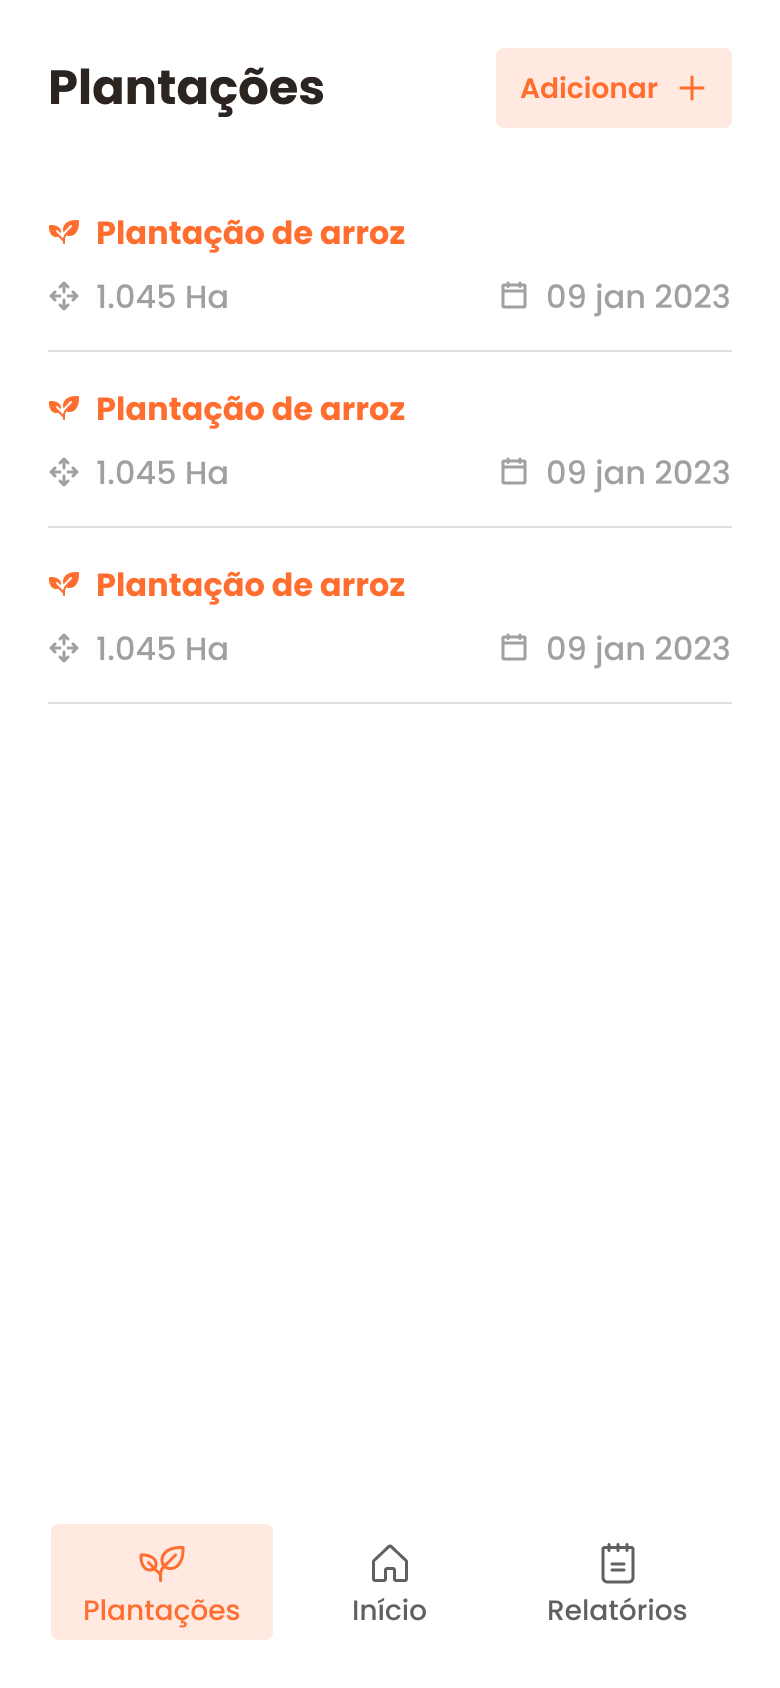 Plantações
Adicionar
Plantação de arroz
1.045 Ha 09 jan 2023
Plantação de arroz
1.045 Ha 09 jan 2023
Plantação de arroz
1.045 Ha 09 jan 2023
Plantações Início Relatórios